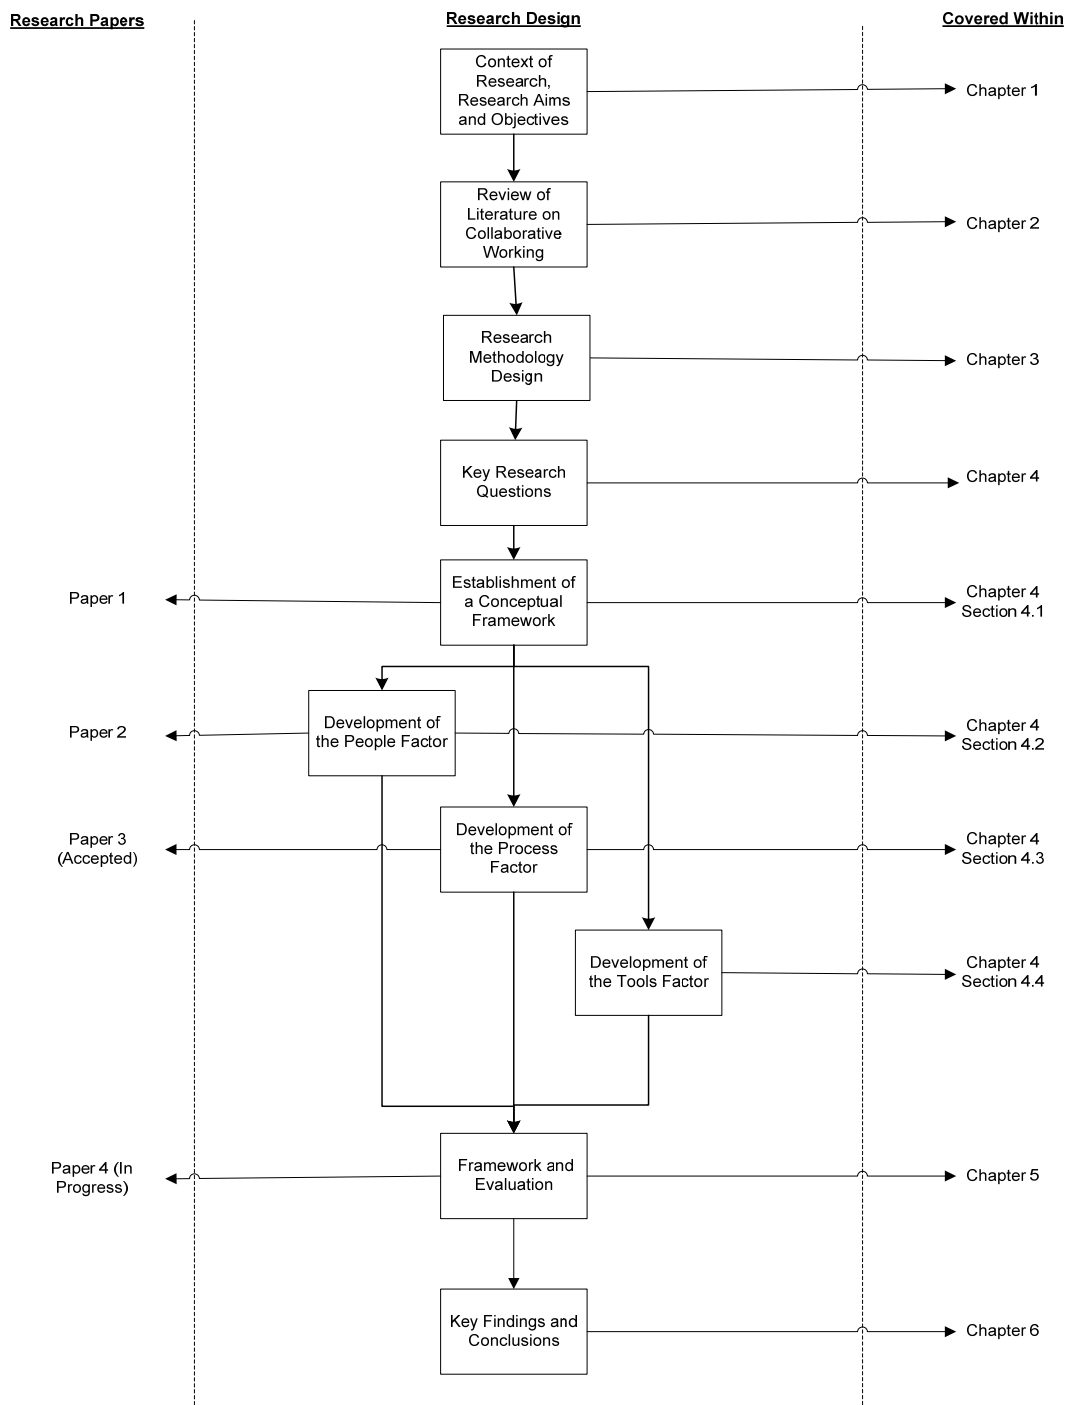 Research Papers
Research Design
Covered Within
Context of
Research,
Research Aims
and Objectives
Chapter 1
Review of
Literature on
Collaborative
Working
Chapter 2
Research
Methodology
Design
Chapter 3
Key Research
Questions
Chapter 4
Paper 1
Establishment of
a Conceptual
Framework
Chapter 4
Section 4.1
Paper 2
Development of
the People Factor
Chapter 4
Section 4.2
Paper 3
(Accepted)
Development of
the Process
Factor
Chapter 4
Section 4.3
Development of
the Tools Factor
Chapter 4
Section 4.4
Paper 4 (In
Progress)
Framework and
Evaluation
Chapter 5
Key Findings and
Conclusions
Chapter 6